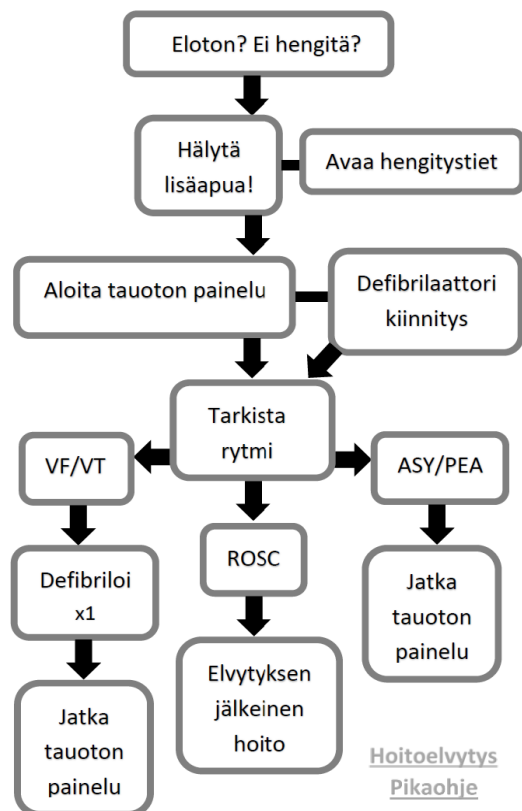 Eloton? Ei hengitä?
Hälytä
lisäapua!
Avaa hengitystiet
Aloita tauoton painelu
Defibrilaattori
kiinnitys
Tarkista
rytmi
VF/VT
ASY/PEA
ROSC
Defibriloi
x1
Jatka
tauoton
painelu
Elvytyksen
jälkeinen
hoito
Jatka
tauoton
painelu
Hoitoelvytys
Pikaohje